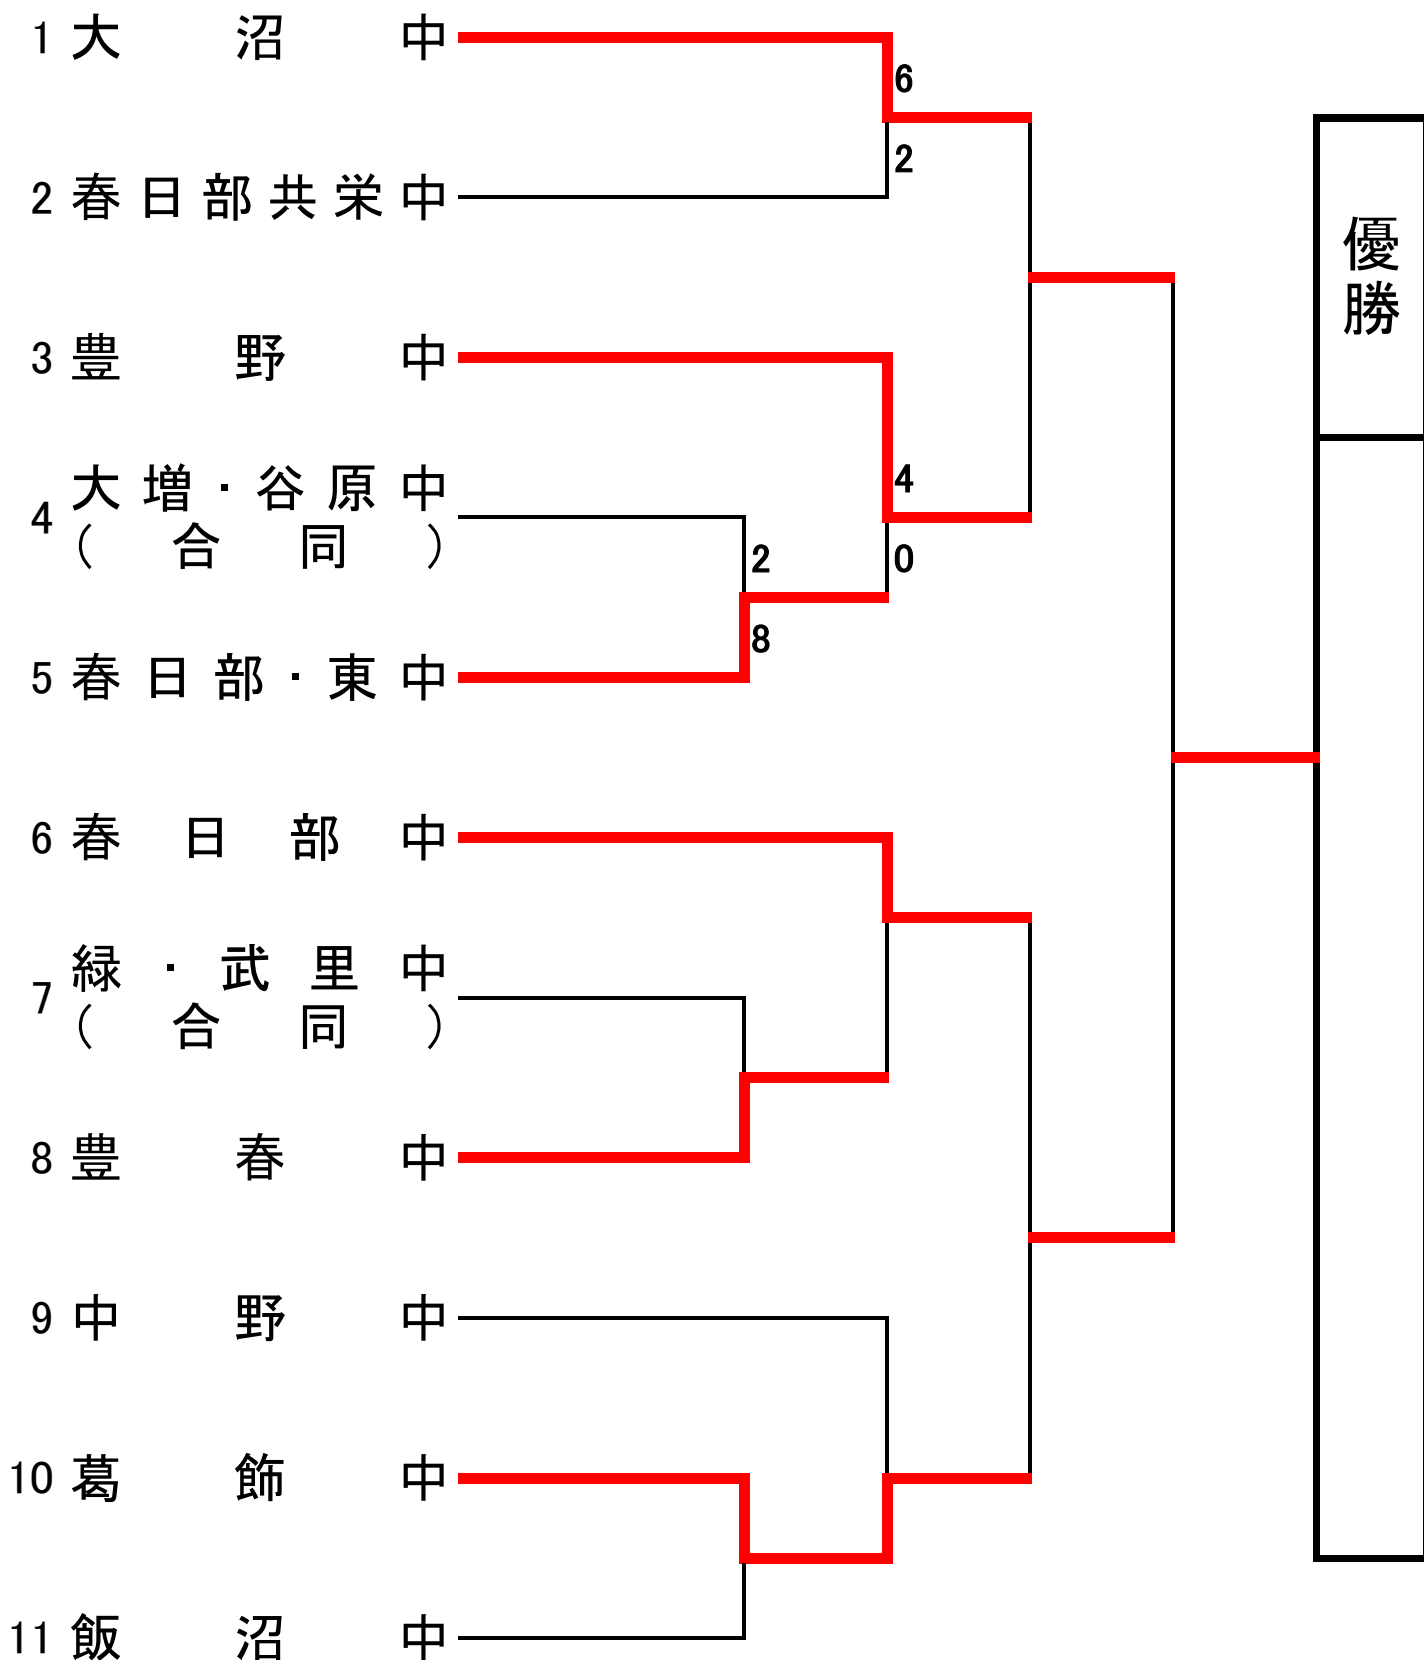 1 大沼中
6
2
2 春日部共栄中
優勝
3 豊野中
4
0
4 大増・谷原中
(合同)
2
8
5 春日部・東中
6 春日部中
7 緑・武里中
(合同)
8 豊春中
9 中野中
10 葛飾中
11 飯沼中